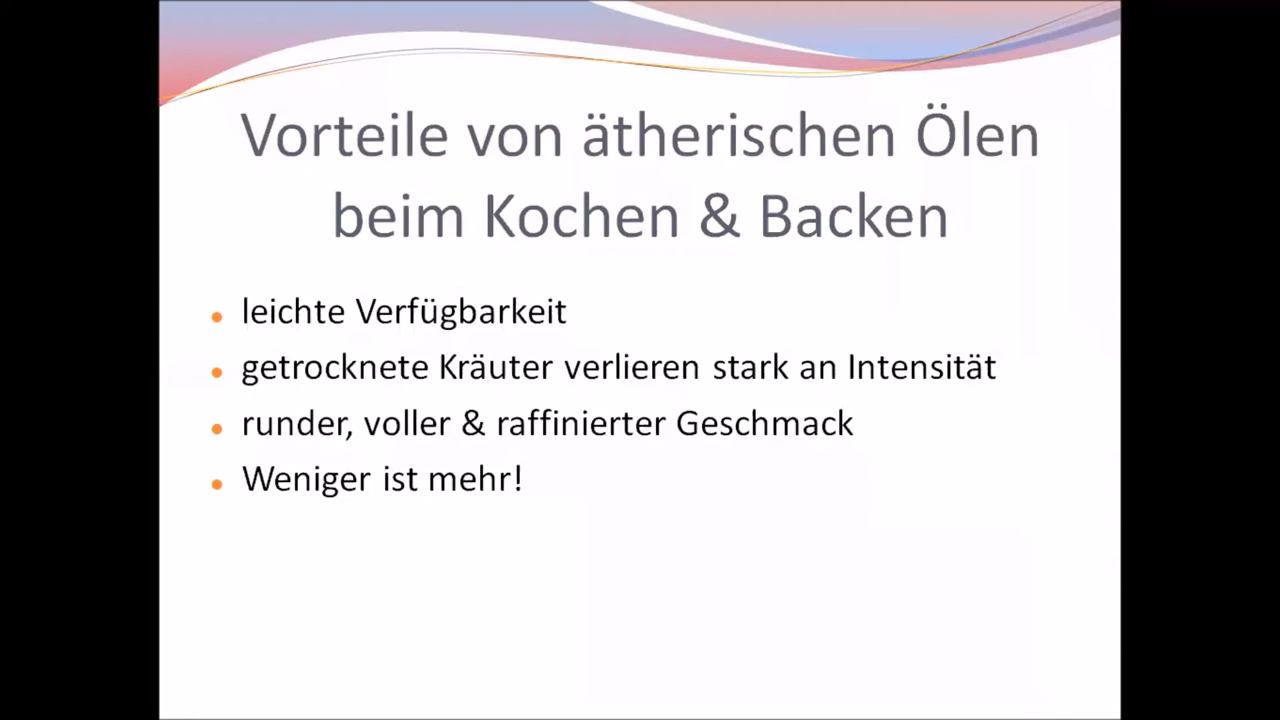 Vorteile von ätherischen Ölen
beim Kochen & Backen
leichte Verfügbarkeit
getrocknete Kräuter verlieren stark an Intensität
runder, voller & raffinierter Geschmack
Weniger ist mehr!